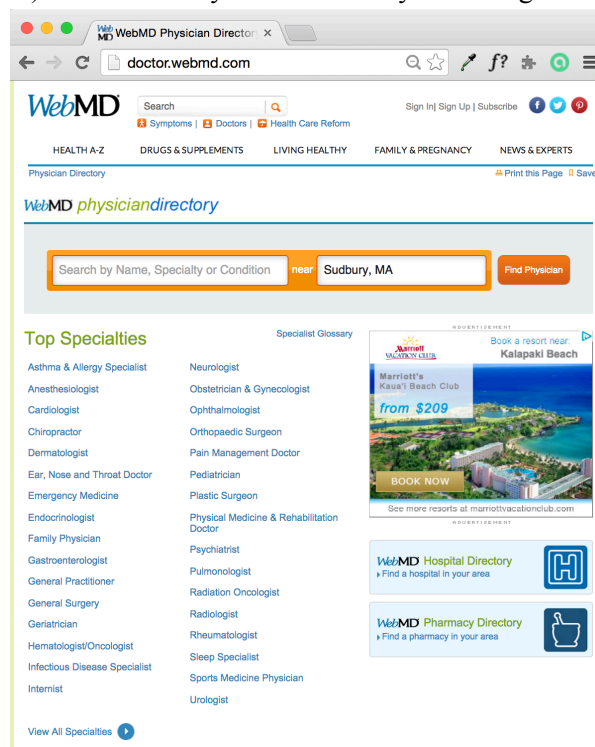 WebMD Physician Director
doctor.webmd.com
f?
WebMD
Search
Sign In| Sign Up | Subscribe
Symptoms | Doctors | Health Care Reform
HEALTH A-Z DRUGS & SUPPLEMENTS LIVING HEALTHY FAMILY & PREGNANCY NEWS & EXPERTS
Physician Directory
Print this Page Save
WebMD physiciandirectory
Search by Name, Specialty or Condition near Sudbury, MA Find Physician
Top Specialties
Specialist Glossary
Asthma & Allergy Specialist
Anesthesiologist
Cardiologist
Chiropractor
Dermatologist
Ear, Nose and Throat Doctor
Emergency Medicine
Endocrinologist
Family Physician
Gastroenterologist
General Practitioner
General Surgery
Geriatrician
Hematologist/Oncologist
Infectious Disease Specialist
Internist
Neurologist
Obstetrician & Gynecologist
Ophthalmologist
Orthopaedic Surgeon
Pain Management Doctor
Pediatrician
Plastic Surgeon
Physical Medicine & Rehabilitation
Doctor
Psychiatrist
Pulmonologist
Radiation Oncologist
Radiologist
Rheumatologist
Sleep Specialist
Sports Medicine Physician
Urologist
View All Specialties
ADVERTISEMENT
Marriott
VACATION CLUB
Book a resort near:
Kalapaki Beach
Marriott's
Kaua'i Beach Club
from $209
BOOK NOW
See more resorts at marriottvacationclub.com
ADVERTISEMENT
WebMD Hospital Directory
Find a hospital in your area
H
WebMD Pharmacy Directory
Find a pharmacy in your area